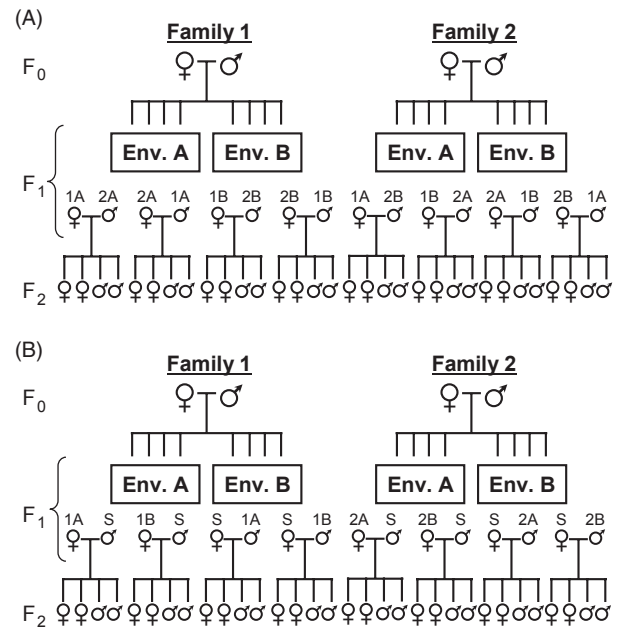 (A)
Family 1 Family 2
F0
Env. A Env. B Env. A Env. B
F1
1A 2A 2A 1A 1B 2B 2B 1B 1A 2B 1B 2A 2A 1B 2B 1A
F2
(B)
Family 1 Family 2
F0
Env. A Env. B Env. A Env. B
F1
1A S 1B S S 1A S 1B 2A S 2B S S 2A S 2B
F2